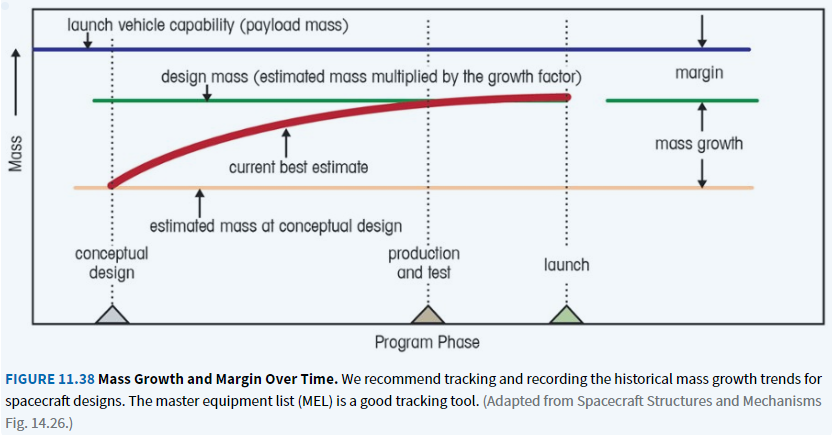 launch vehicle capability (payload mass)
margin
design mass (estimated mass multiplied by the growth factor)
Mass
mass growth
current best estimate
estimated mass at conceptual design
conceptual
design
production
and test
launch
Program Phase
FIGURE 11.38 Mass Growth and Margin Over Time. We recommend tracking and recording the historical mass growth trends for
spacecraft designs. The master equipment list (MEL) is a good tracking tool. (Adapted from Spacecraft Structures and Mechanisms
Fig. 14.26.)